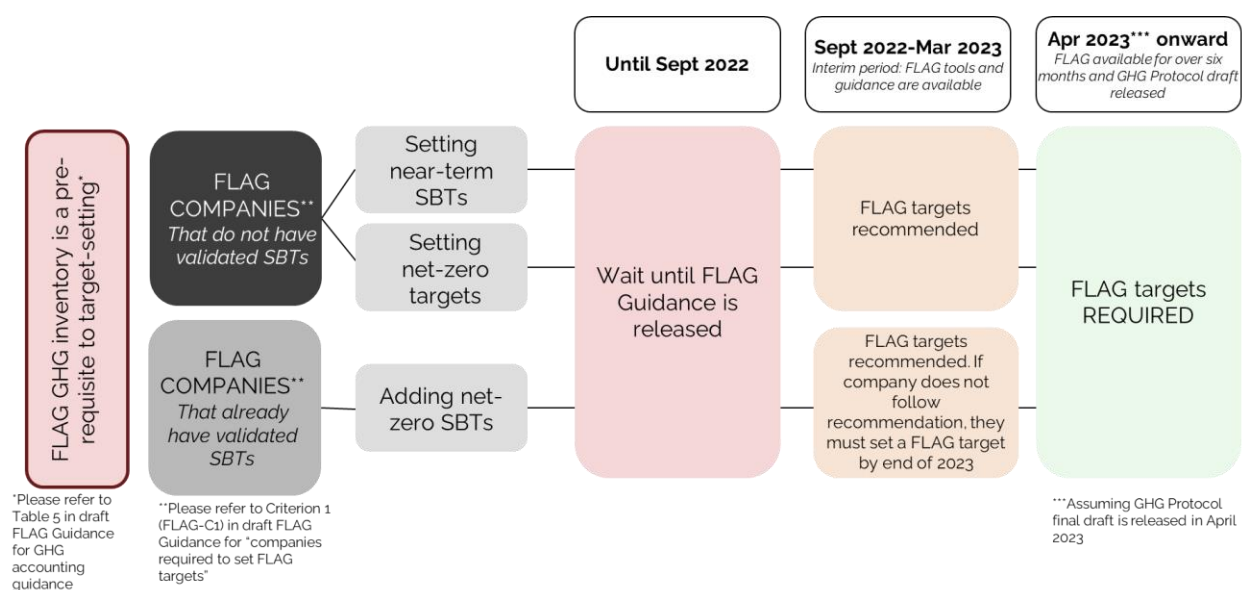 Until Sept 2022
Sept 2022-Mar 2023
Interim period: FLAG tools and
guidance are available
Apr 2023*** onward
FLAG available for over six
months and GHG Protocol draft
released
FLAG GHG inventory is a pre-
requisite to target-setting*
FLAG
COMPANIES**
That do not have
validated SBTs
Setting
near-term
SBTs
Setting
net-zero
targets
FLAG
COMPANIES**
That already
have validated
SBTs
Adding net-
zero SBTs
Wait until FLAG
Guidance is
released
FLAG targets
recommended
FLAG targets
recommended. If
company does not
follow
recommendation, they
must set a FLAG target
by end of 2023
FLAG targets
REQUIRED
*Please refer to
Table 5 in draft
FLAG Guidance
for GHG
accounting
guidance
**Please refer to Criterion 1
(FLAG-C1) in draft FLAG
Guidance for “companies
required to set FLAG
targets”
***Assuming GHG Protocol
final draft is released in April
2023